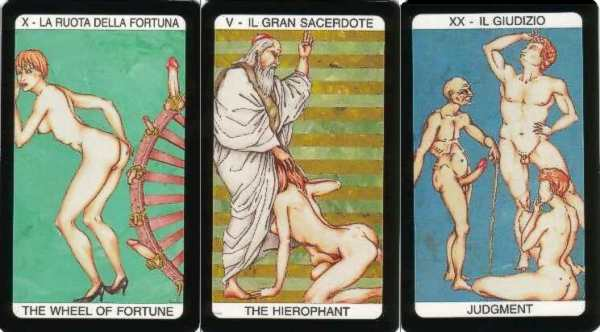 X - LA RUOTA DELLA FORTUNA
THE WHEEL OF FORTUNE
V - IL GRAN SACERDOTE
THE HIEROPHANT
XX - IL GIUDIZIO
JUDGMENT